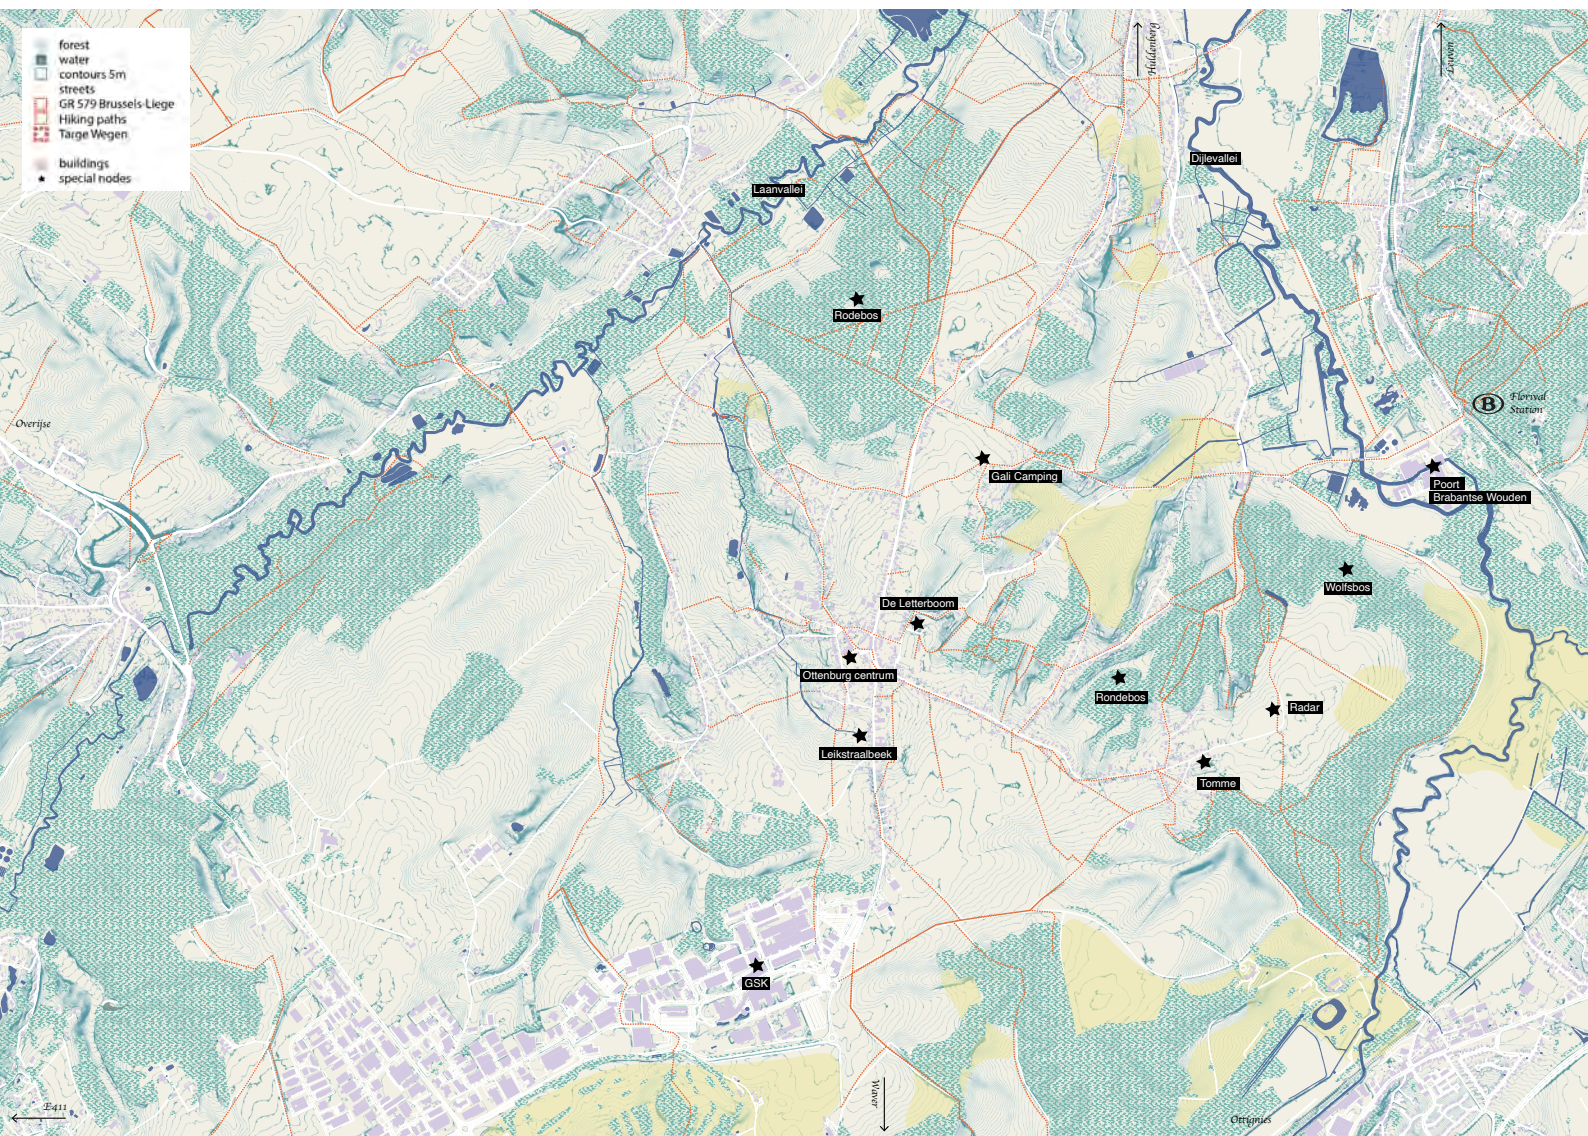 forest
water
contours 5m
streets
GR 579 Brussels-Liege
Hiking paths
Targe Wegen
buildings
special nodes
Huldenberg
Leuven
Dijlevallei
Laanvallei
Rodebos
Overijse
B
Florival
Station
Gali Camping
Poort
Brabantse Wouden
Wolfsbos
De Letterboom
Ottenburg centrum
Rondebos
Radar
Leikstraalbeek
Tomme
GSK
E411
Waver
Ottignies